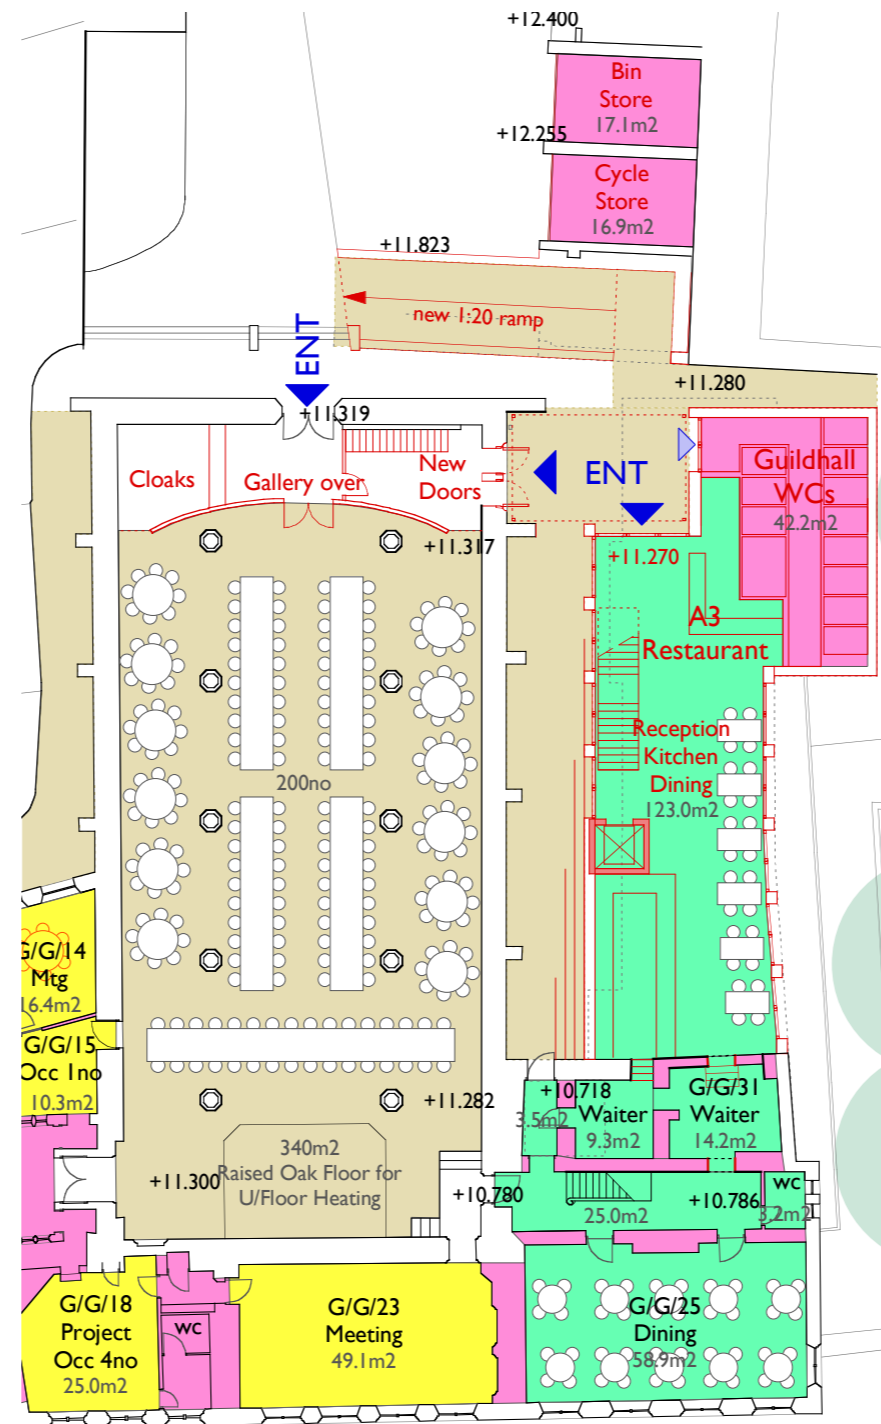 +12.400
Bin
Store
17.1m2
+12.255
Cycle
Store
16.9m2
+11.823
new 1:20 ramp
ENT
+11.280
+11.319
Cloaks
Gallery over
New
Doors
ENT
Guildhall
WCs
42.2m2
+11.317
+11.270
A3
Restaurant
Reception
Kitchen
Dining
123.0m2
200no
G/G/14
Mtg
16.4m2
G/G/15
Occ 1no
10.3m2
+11.282
340m2
Raised Oak Floor for
U/Floor Heating
+11.300
+10.718
3.5m2
Waiter
9.3m2
G/G/31
Waiter
14.2m2
+10.780
25.0m2
+10.786
WC
3.2m2
G/G/18
Project
Occ 4no
25.0m2
WC
G/G/23
Meeting
49.1m2
G/G/25
Dining
58.9m2